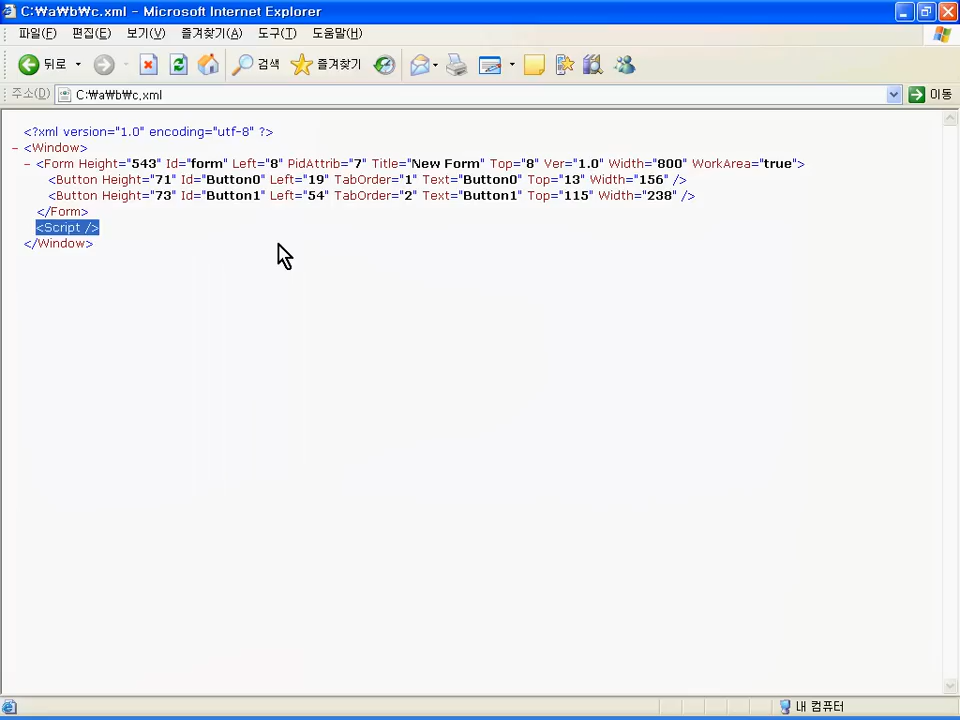 C:\a\b\c.xml - Microsoft Internet Explorer
파일(F) 편집(E) 보기(V) 즐겨찾기(A) 도구(T) 도움말(H)
뒤로 검색 즐겨찾기
주소(D) C:\a\b\c.xml 이동
<?xml version="1.0" encoding="utf-8" ?>
- <Window>
- <Form Height="543" Id="form" Left="8" PidAttrib="7" Title="New Form" Top="8" Ver="1.0" Width="800" WorkArea="true">
<Button Height="71" Id="Button0" Left="19" TabOrder="1" Text="Button0" Top="13" Width="156" />
<Button Height="73" Id="Button1" Left="54" TabOrder="2" Text="Button1" Top="115" Width="238" />
</Form>
<Script />
</Window>
내 컴퓨터